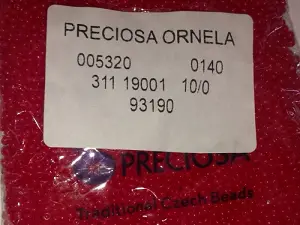 PRECIOSA ORNELA
005320 0140
311 19001 10/0
93190
PRECIOSA
Traditional Czech Beads